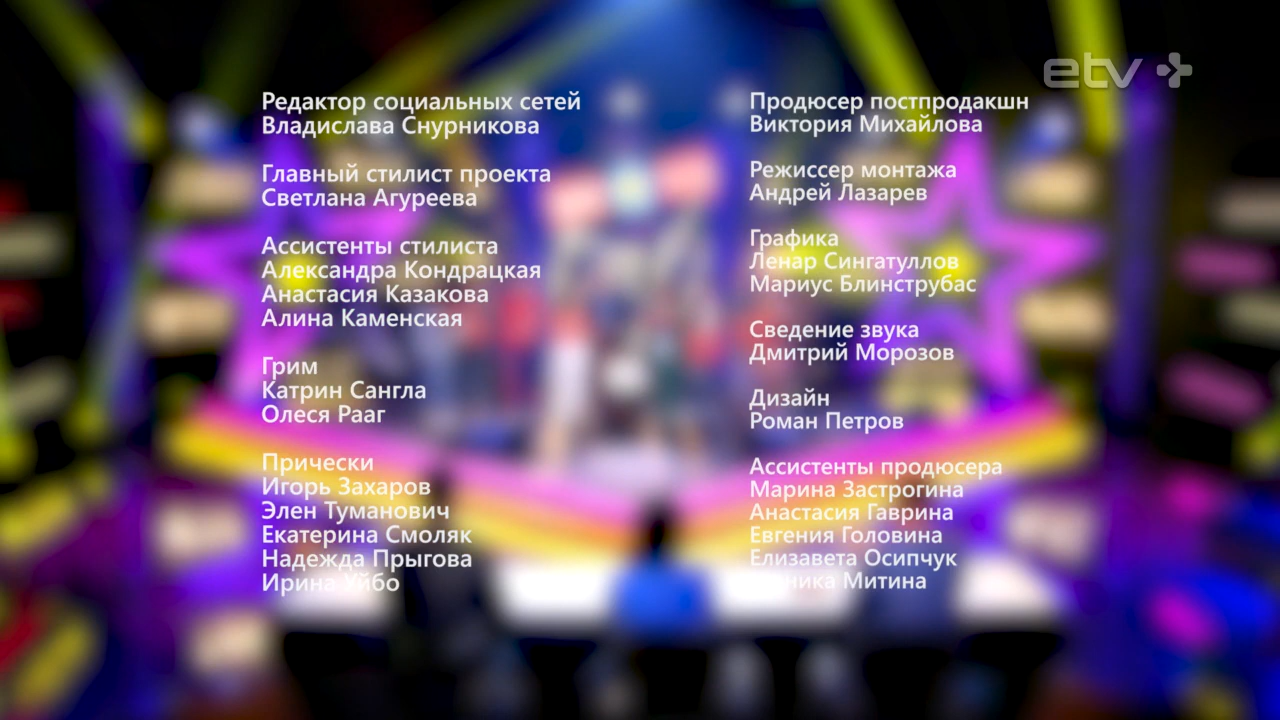 etv+
Редактор социальных сетей
Владислава Снурникова
Главный стилист проекта
Светлана Агуреева
Ассистенты стилиста
Александра Кондрацкая
Анастасия Казакова
Алина Каменская
Грим
Катрин Сангла
Олеся Рааг
Прически
Игорь Захаров
Элен Туманович
Екатерина Смоляк
Надежда Прыгова
Ирина Уйбо
Продюсер постпродакшн
Виктория Михайлова
Режиссер монтажа
Андрей Лазарев
Графика
Ленар Сингатуллов
Мариус Блинструбас
Сведение звука
Дмитрий Морозов
Дизайн
Роман Петров
Ассистенты продюсера
Марина Застрогина
Анастасия Гаврина
Евгения Головина
Елизавета Осипчук
Митина